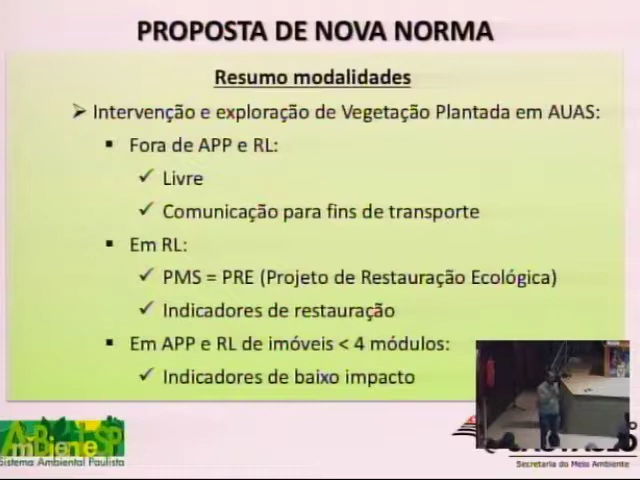 PROPOSTA DE NOVA NORMA
Resumo modalidades
➢ Intervenção e exploração de Vegetação Plantada em AUAS:
▪ Fora de APP e RL:
✓ Livre
✓ Comunicação para fins de transporte
▪ Em RL:
✓ PMS = PRE (Projeto de Restauração Ecológica)
✓ Indicadores de restauração
▪ Em APP e RL de imóveis < 4 módulos:
✓ Indicadores de baixo impacto
AmBienteSP
Sistema Ambiental Paulista
Secretaria do Meio Ambiente